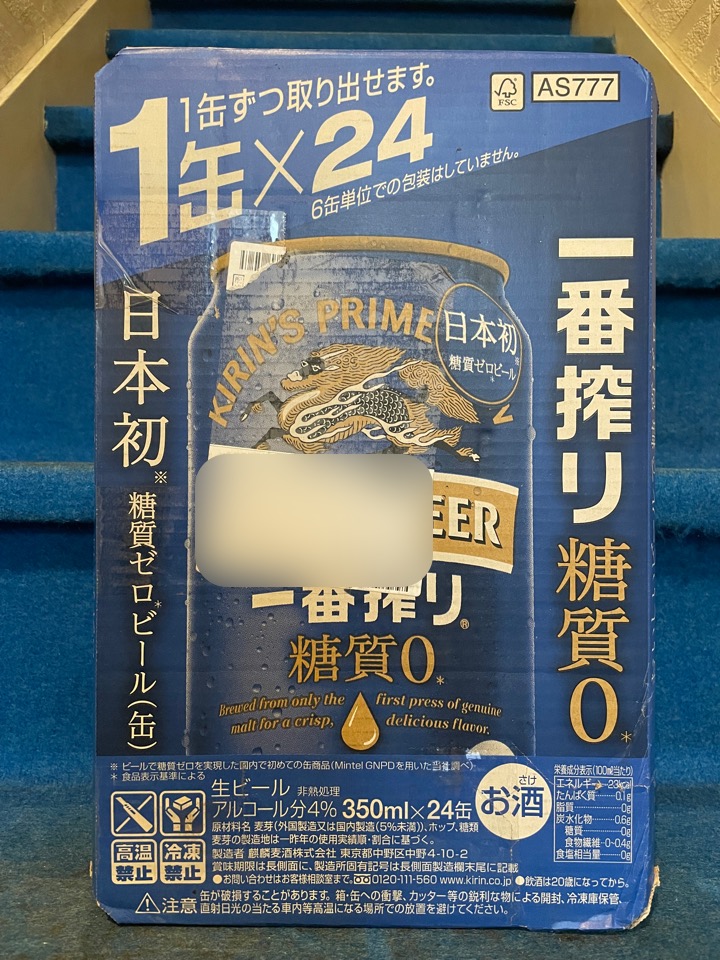 1缶ずつ取り出せます。
1缶×24
6缶単位での包装はしていません。
FSC
AS777
一番搾り 糖質0*
日本初※ 糖質ゼロ*ビール(缶)
KIRIN'S PRIME
日本初※
糖質ゼロビール*
EER
一番搾り®
糖質0*
Brewed from only the first press of genuine
malt for a crisp, delicious flavor.
※ ビールで糖質ゼロを実現した国内で初めての缶商品(Mintel GNPDを用いた当社調べ)
* 食品表示基準による
生ビール 非熱処理
アルコール分4% 350ml×24缶
さけ
お酒
原材料名 麦芽(外国製造又は国内製造(5%未満))、ホップ、糖類
麦芽の製造地は一昨年の使用実績順・割合に基づく。
製造者 麒麟麦酒株式会社 東京都中野区中野4-10-2
賞味期限は長側面に、製造所固有記号は長側面製造欄末尾に記載
●お問い合わせはお客様相談室まで。0120-111-560 www.kirin.co.jp ●飲酒は20歳になってから。
高温禁止
冷凍禁止
栄養成分表示(100ml当たり)
エネルギー 23kcal
たんぱく質 0.1g
脂質 0g
炭水化物 0.6g
糖質 0g
食物繊維 0-0.4g
食塩相当量 0g
注意 缶が破損することがあります。箱・缶への衝撃、カッター等の鋭利な物による開封、冷凍庫保管、
直射日光の当たる車内等高温になる場所での放置を避けてください。